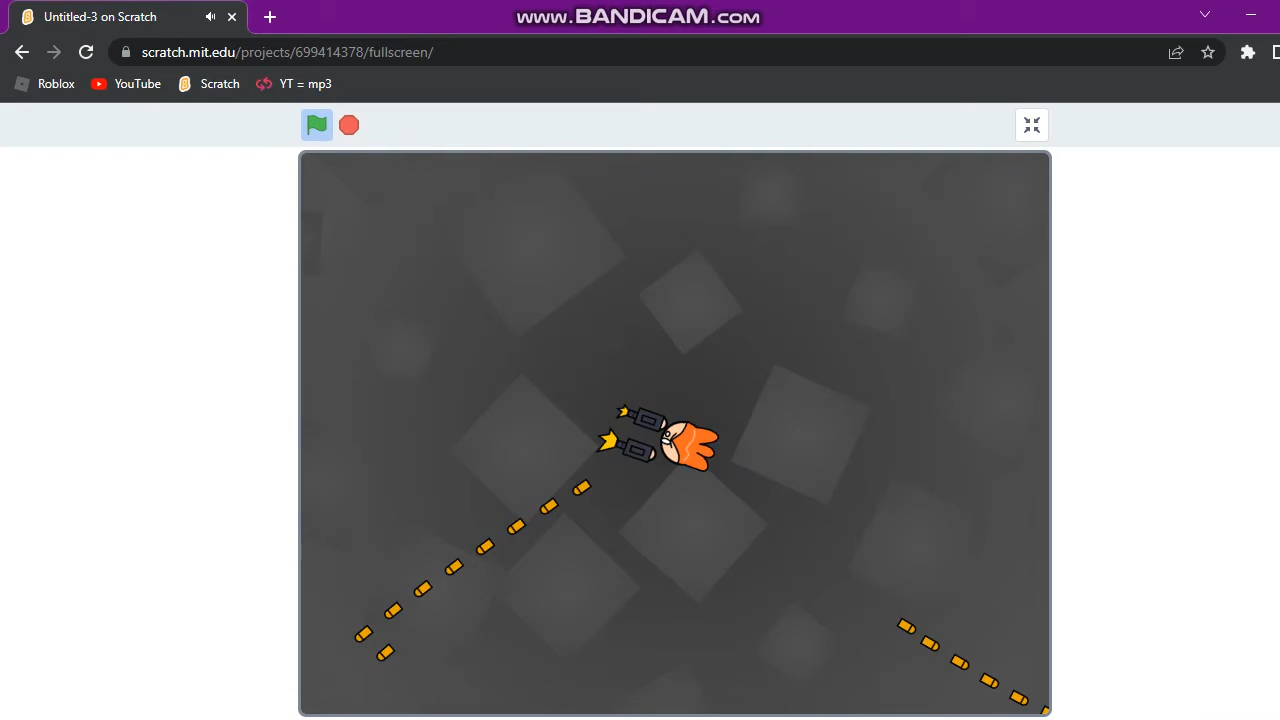 Untitled-3 on Scratch
www.BANDICAM.com
scratch.mit.edu/projects/699414378/fullscreen/
Roblox YouTube Scratch YT = mp3